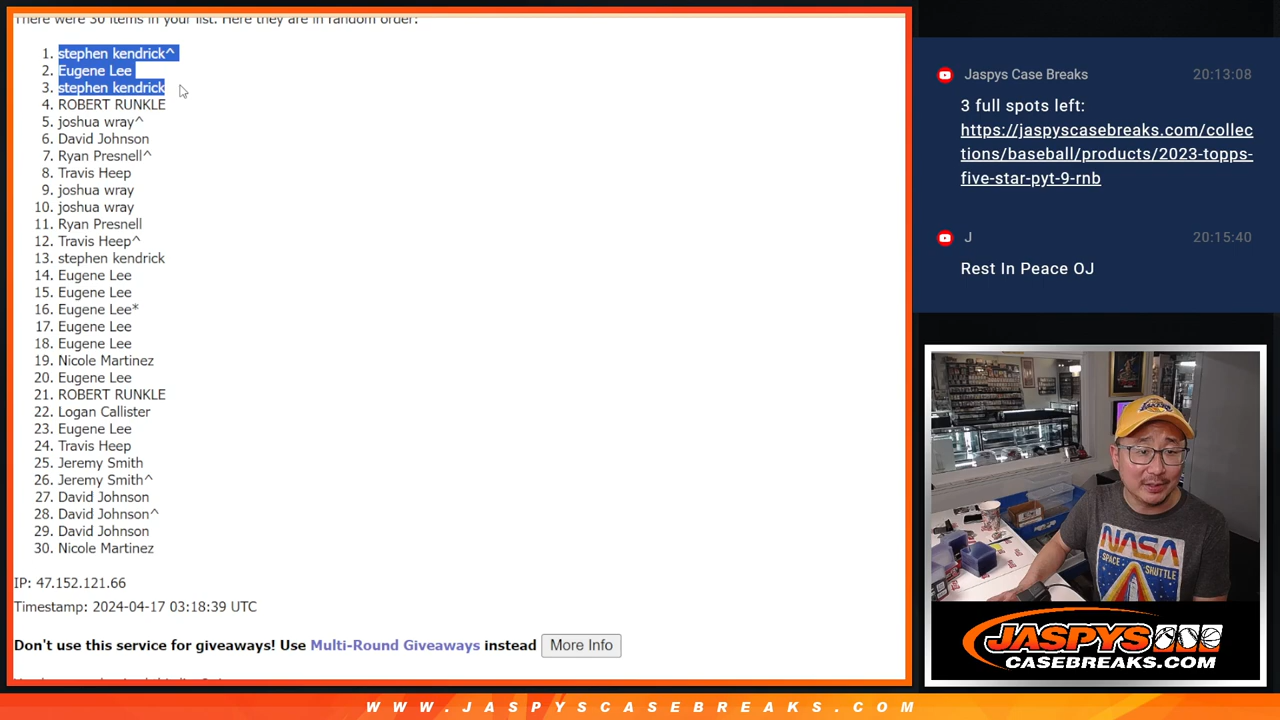 There were 30 items in your list. Here they are in random order:
1. stephen kendrick^
2. Eugene Lee
3. stephen kendrick
4. ROBERT RUNKLE
5. joshua wray^
6. David Johnson
7. Ryan Presnell^
8. Travis Heep
9. joshua wray
10. joshua wray
11. Ryan Presnell
12. Travis Heep^
13. stephen kendrick
14. Eugene Lee
15. Eugene Lee
16. Eugene Lee*
17. Eugene Lee
18. Eugene Lee
19. Nicole Martinez
20. Eugene Lee
21. ROBERT RUNKLE
22. Logan Callister
23. Eugene Lee
24. Travis Heep
25. Jeremy Smith
26. Jeremy Smith^
27. David Johnson
28. David Johnson^
29. David Johnson
30. Nicole Martinez
IP: 47.152.121.66
Timestamp: 2024-04-17 03:18:39 UTC
Don't use this service for giveaways! Use Multi-Round Giveaways instead More Info
Jaspys Case Breaks 20:13:08
3 full spots left:
https://jaspyscasebreaks.com/collec
tions/baseball/products/2023-topps-
five-star-pyt-9-rnb
J 20:15:40
Rest In Peace OJ
NASA
SPACE SHUTTLE
JASPYS
CASEBREAKS.COM
WWW.JASPYSCASEBREAKS.COM